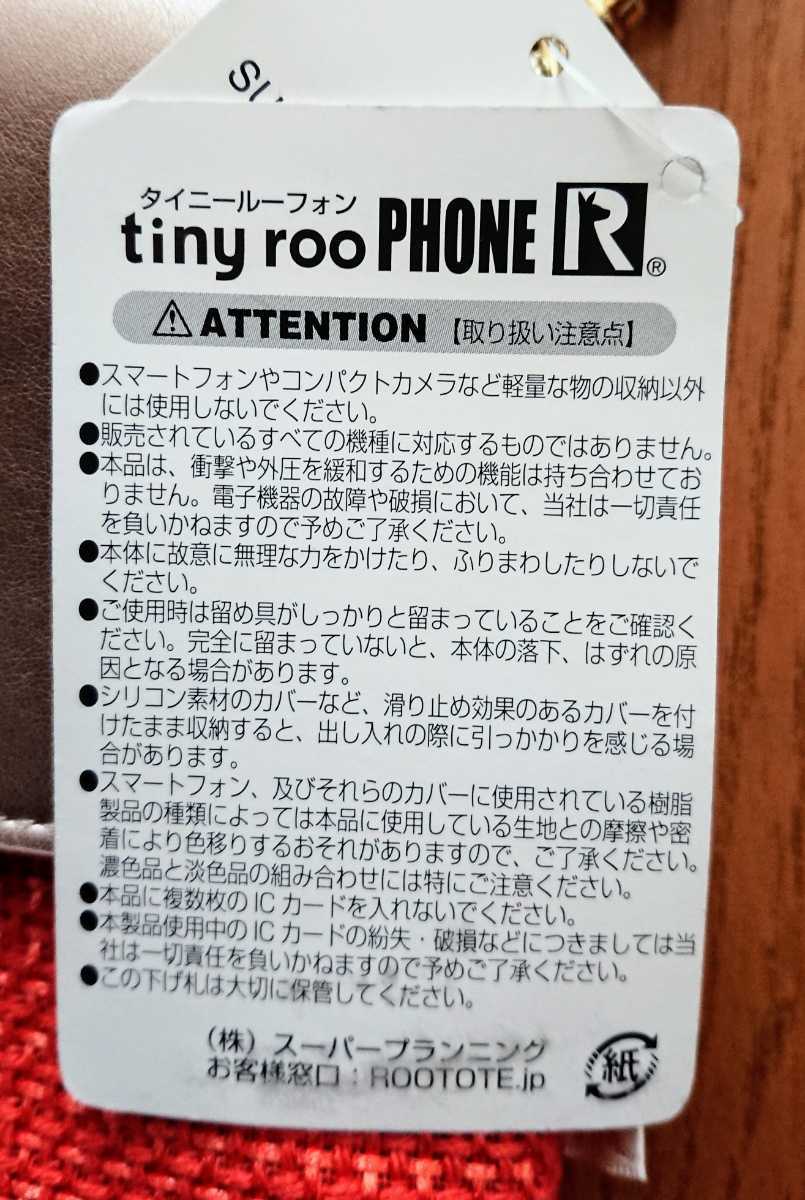 タイニールーフォン
tiny roo PHONE R®
ATTENTION 【取り扱い注意点】
●スマートフォンやコンパクトカメラなど軽量な物の収納以外
には使用しないでください。
●販売されているすべての機種に対応するものではありません。
●本品は、衝撃や外圧を緩和するための機能は持ち合わせてお
りません。電子機器の故障や破損において、当社は一切責任
を負いかねますので予めご了承ください。
●本体に故意に無理な力をかけたり、ふりまわしたりしないで
ください。
●ご使用時は留め具がしっかりと留まっていることをご確認く
ださい。完全に留まっていないと、本体の落下、はずれの原
因となる場合があります。
●シリコン素材のカバーなど、滑り止め効果のあるカバーを付
けたまま収納すると、出し入れの際に引っかかりを感じる場
合があります。
●スマートフォン、及びそれらのカバーに使用されている樹脂
製品の種類によっては本品に使用している生地との摩擦や密
着により色移りするおそれがありますので、ご了承ください。
濃色品と淡色品の組み合わせには特にご注意ください。
●本品に複数枚のICカードを入れないでください。
●本製品使用中のICカードの紛失・破損などにつきましては当
社は一切責任を負いかねますので予めご了承ください。
●この下げ札は大切に保管してください。
(株)スーパープランニング
お客様窓口:ROOTOTE.jp
紙